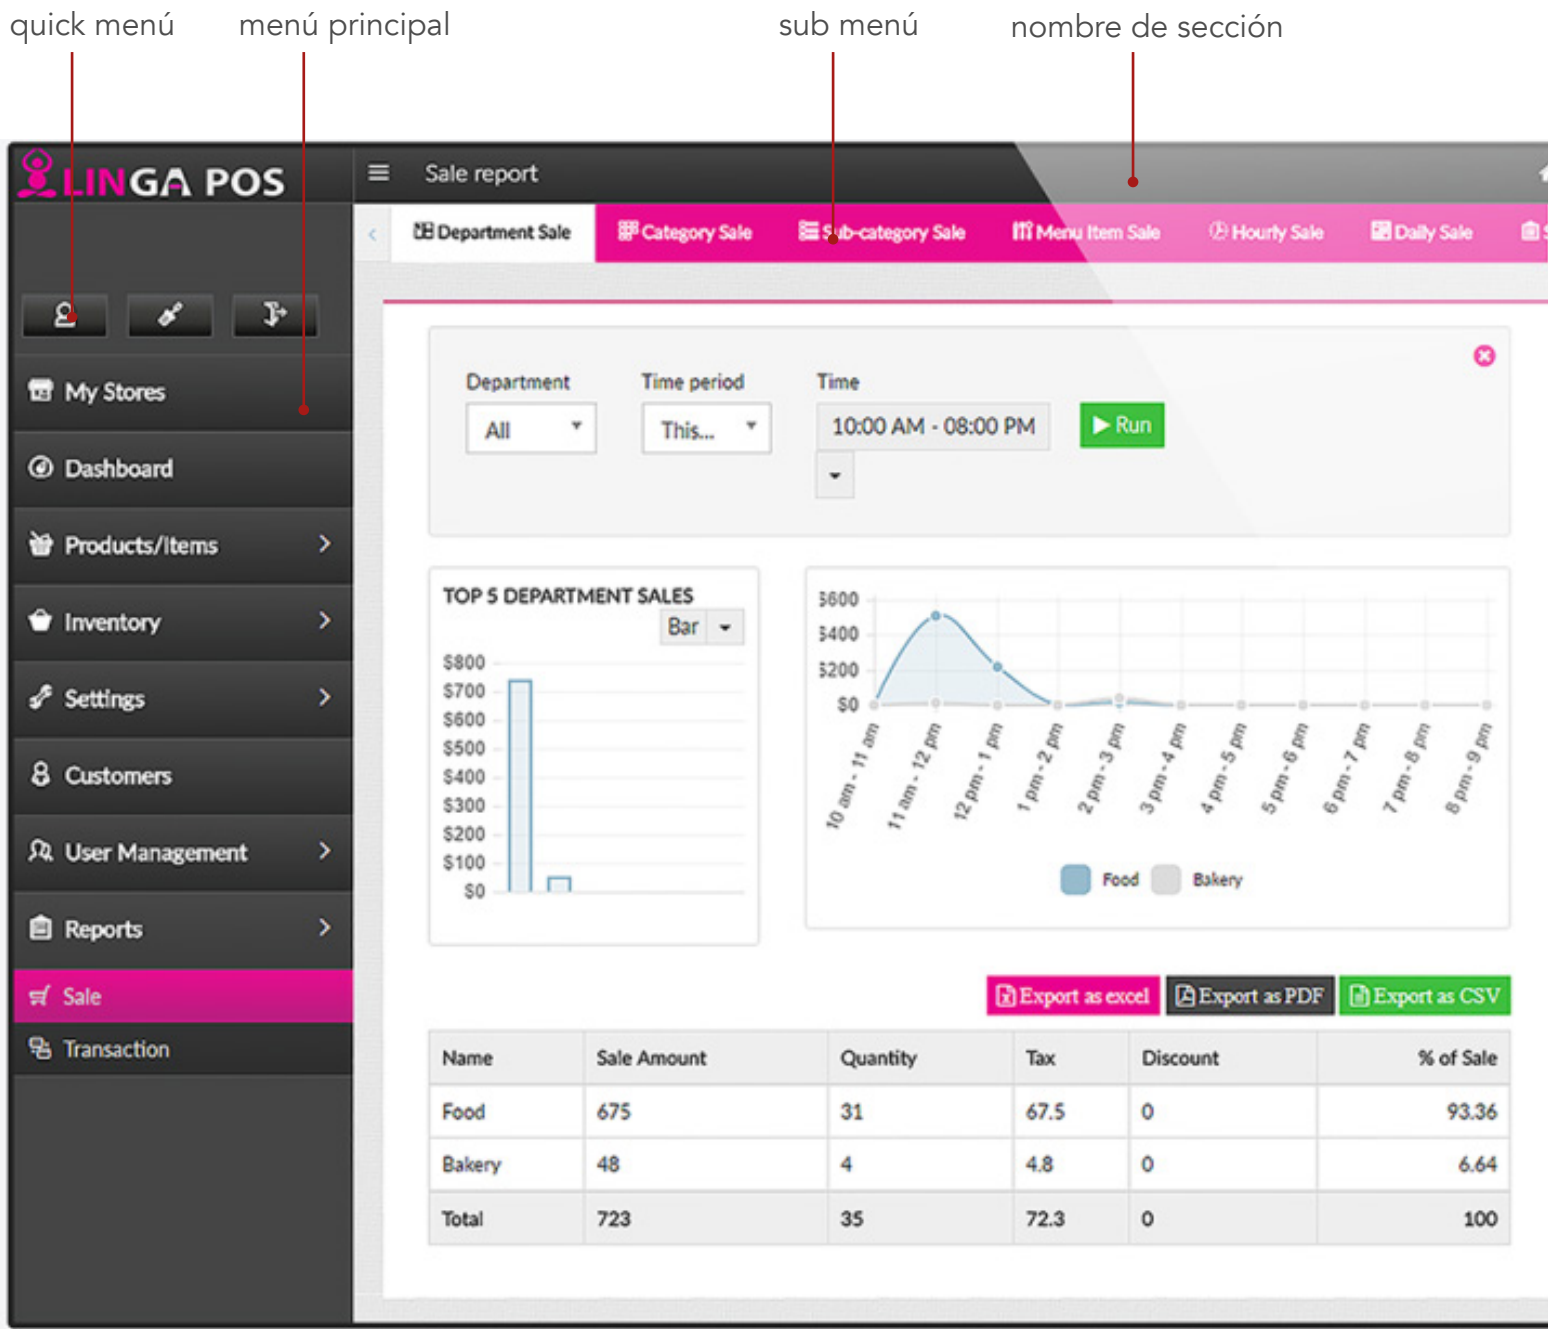 quick menú menú principal sub menú nombre de sección
LINGA POS
Sale report
Department Sale Category Sale Sub-category Sale Menu Item Sale Hourly Sale Daily Sale
My Stores
Dashboard
Products/Items
Inventory
Settings
Customers
User Management
Reports
Sale
Transaction
Department Time period Time
All This... 10:00 AM - 08:00 PM Run
TOP 5 DEPARTMENT SALES
Bar
$800
$700
$600
$500
$400
$300
$200
$100
$0
$600
$400
$200
$0
10 am - 11 am 11 am - 12 pm 12 pm - 1 pm 1 pm - 2 pm 2 pm - 3 pm 3 pm - 4 pm 4 pm - 5 pm 5 pm - 6 pm 6 pm - 7 pm 7 pm - 8 pm 8 pm - 9 pm
Food Bakery
Export as excel Export as PDF Export as CSV
Name Sale Amount Quantity Tax Discount % of Sale
Food 675 31 67.5 0 93.36
Bakery 48 4 4.8 0 6.64
Total 723 35 72.3 0 100